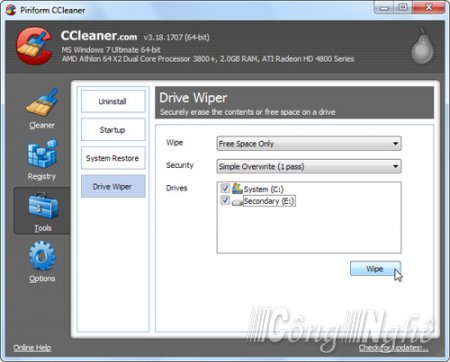 Piriform CCleaner
CCleaner.com v3.18.1707 (64-bit)
MS Windows 7 Ultimate 64-bit
AMD Athlon 64 X2 Dual Core Processor 3800+, 2.0GB RAM, ATI Radeon HD 4800 Series
Cleaner
Registry
Tools
Options
Uninstall
Startup
System Restore
Drive Wiper
Drive Wiper
Securely erase the contents or free space on a drive
Wipe Free Space Only
Security Simple Overwrite (1 pass)
Drives System (C:)
Secondary (E:)
Wipe
Công Nghệ
Online Help Check for updates...